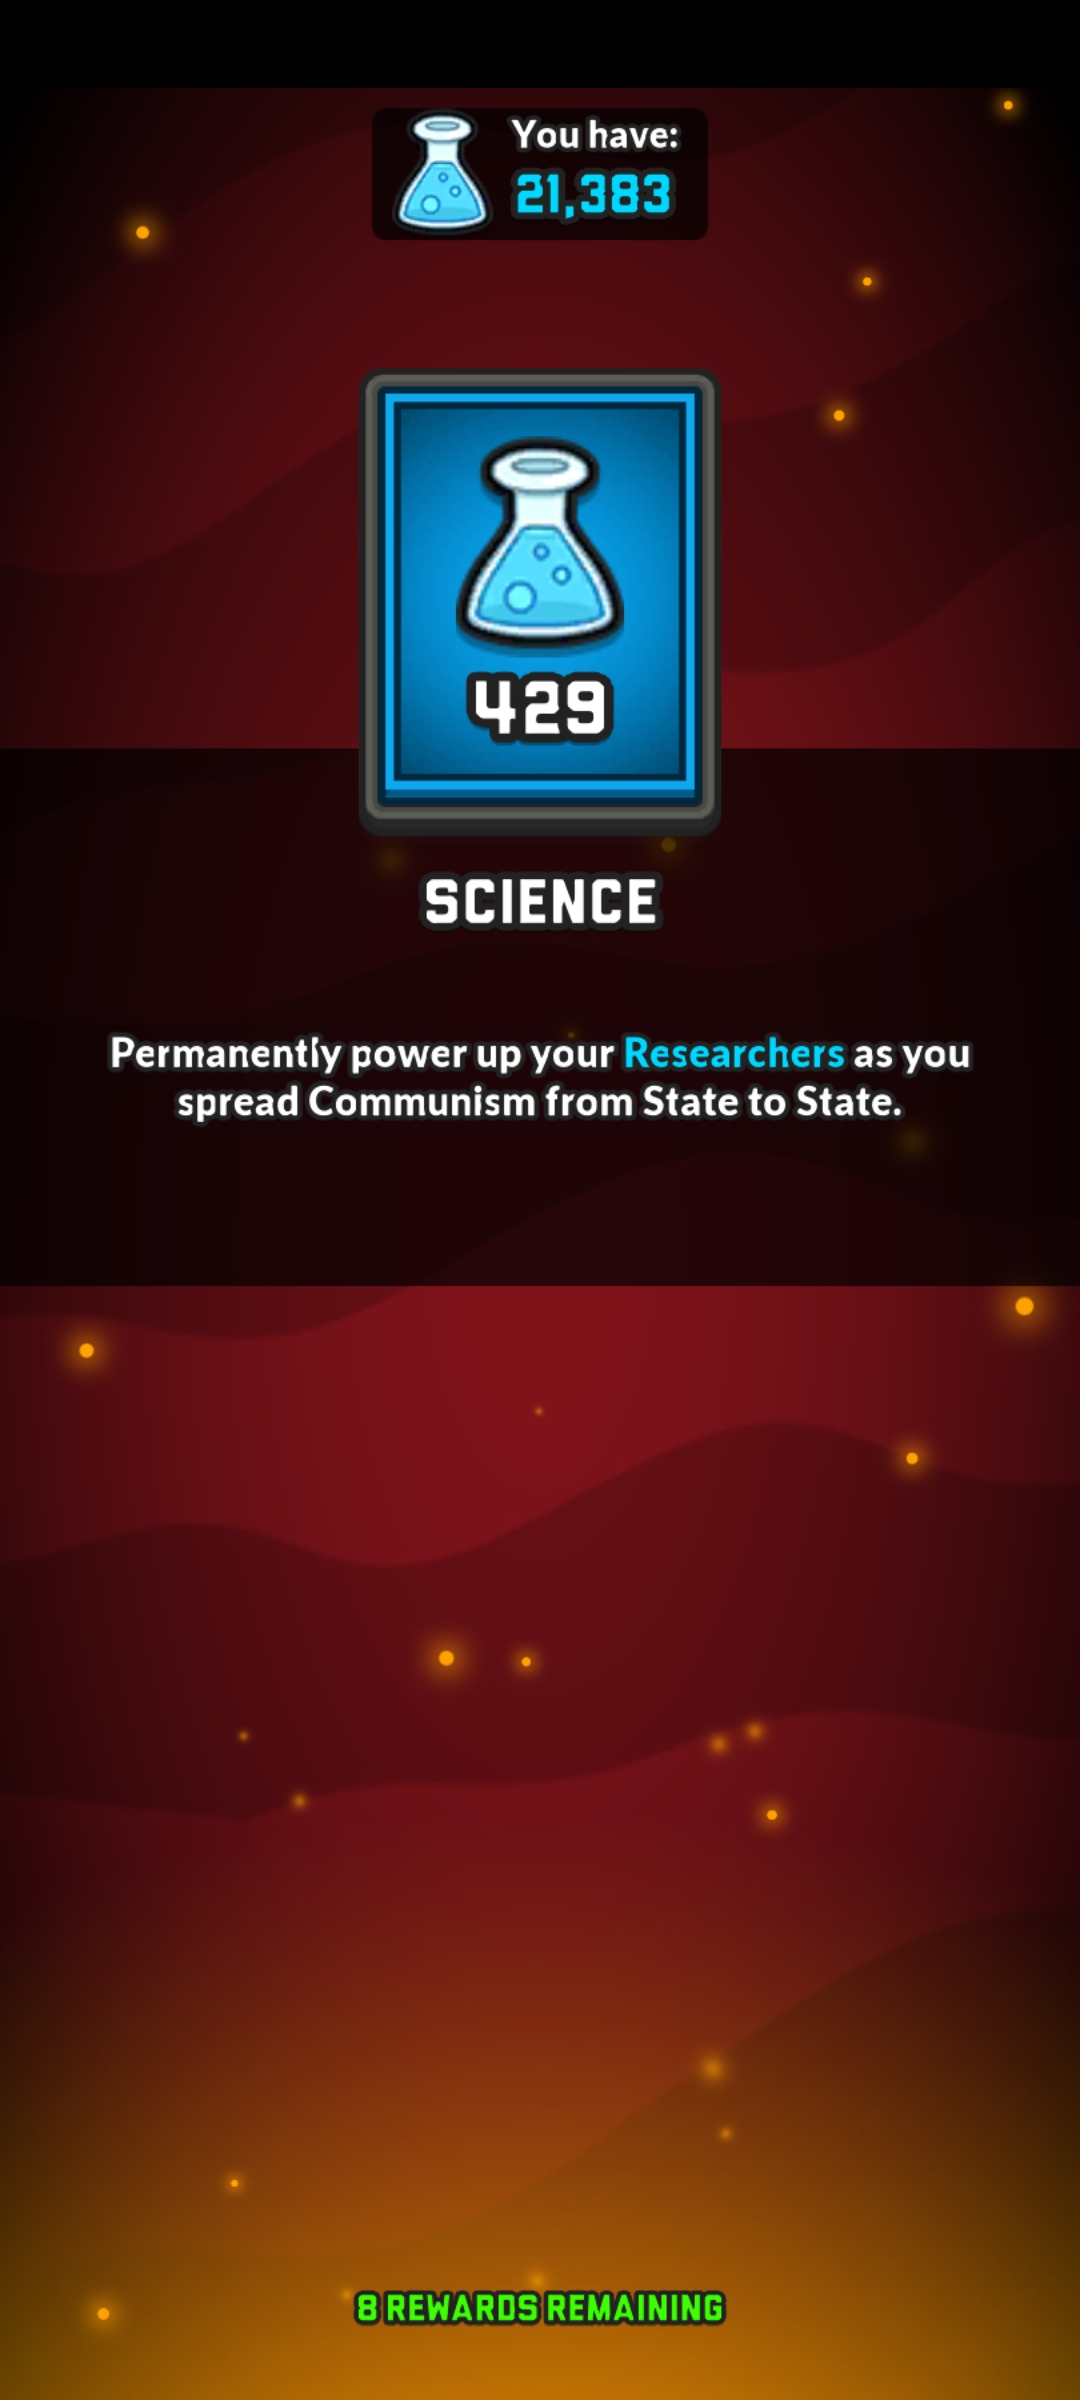 You have:
21,383
429
SCIENCE
Permanently power up your Researchers as you
spread Communism from State to State.
8 REWARDS REMAINING